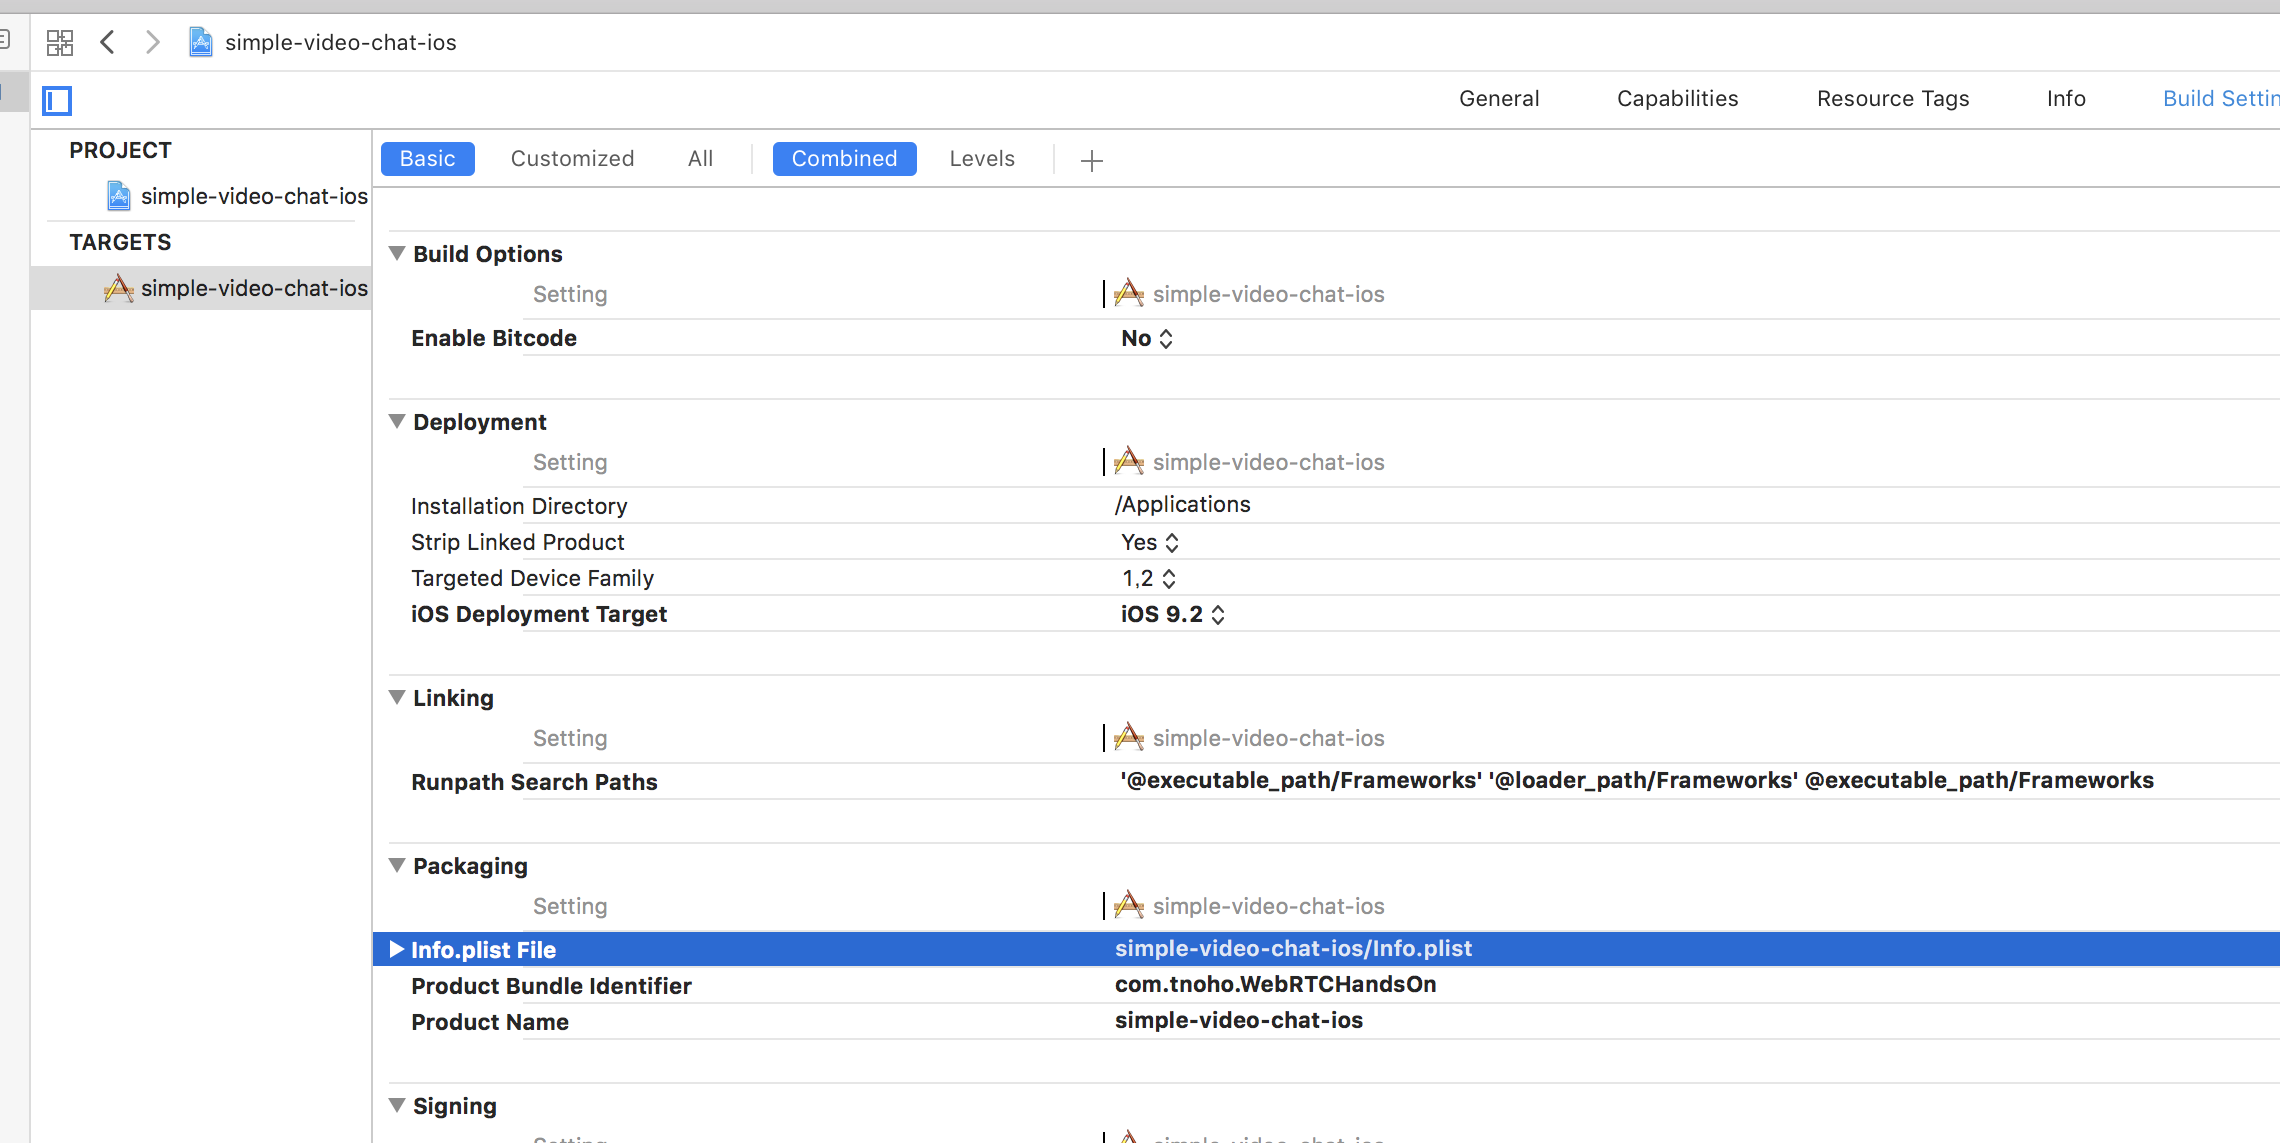 simple-video-chat-ios
General Capabilities Resource Tags Info Build Settin
PROJECT
simple-video-chat-ios
TARGETS
simple-video-chat-ios
Basic Customized All Combined Levels
Build Options
Setting simple-video-chat-ios
Enable Bitcode No
Deployment
Setting simple-video-chat-ios
Installation Directory /Applications
Strip Linked Product Yes
Targeted Device Family 1,2
iOS Deployment Target iOS 9.2
Linking
Setting simple-video-chat-ios
Runpath Search Paths '@executable_path/Frameworks' '@loader_path/Frameworks' @executable_path/Frameworks
Packaging
Setting simple-video-chat-ios
Info.plist File simple-video-chat-ios/Info.plist
Product Bundle Identifier com.tnoho.WebRTCHandsOn
Product Name simple-video-chat-ios
Signing
Setting simple-video-chat-ios